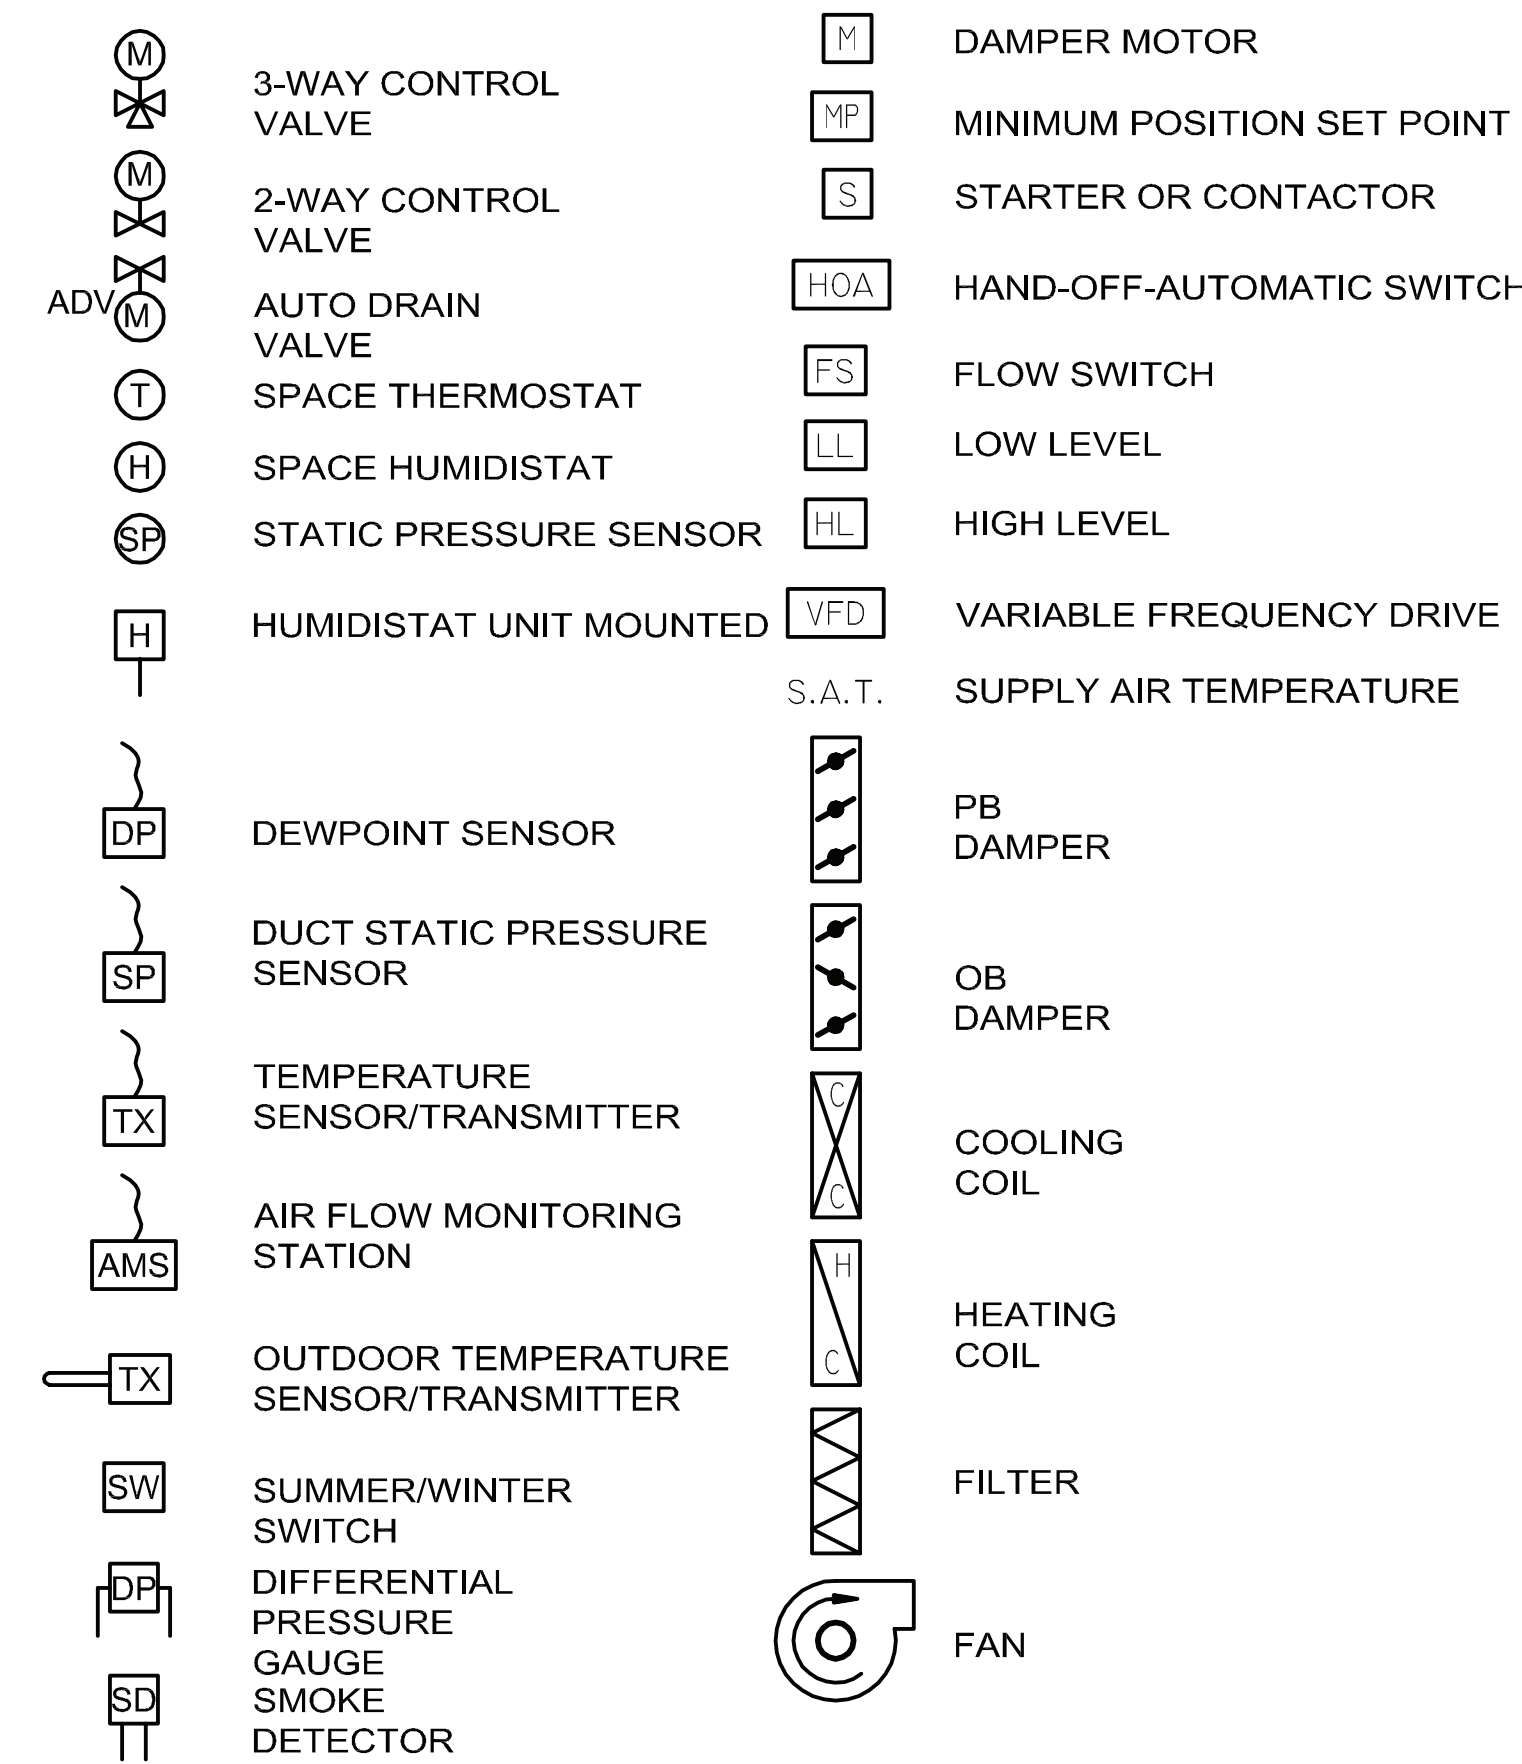 M
3-WAY CONTROL
VALVE
M
2-WAY CONTROL
VALVE
ADV
M
AUTO DRAIN
VALVE
T
SPACE THERMOSTAT
H
SPACE HUMIDISTAT
SP
STATIC PRESSURE SENSOR
H
HUMIDISTAT UNIT MOUNTED
DP
DEWPOINT SENSOR
SP
DUCT STATIC PRESSURE
SENSOR
TX
TEMPERATURE
SENSOR/TRANSMITTER
AMS
AIR FLOW MONITORING
STATION
TX
OUTDOOR TEMPERATURE
SENSOR/TRANSMITTER
SW
SUMMER/WINTER
SWITCH
DP
DIFFERENTIAL
PRESSURE
GAUGE
SD
SMOKE
DETECTOR
M
DAMPER MOTOR
MP
MINIMUM POSITION SET POINT
S
STARTER OR CONTACTOR
HOA
HAND-OFF-AUTOMATIC SWITCH
FS
FLOW SWITCH
LL
LOW LEVEL
HL
HIGH LEVEL
VFD
VARIABLE FREQUENCY DRIVE
S.A.T.
SUPPLY AIR TEMPERATURE
PB
DAMPER
OB
DAMPER
C
C
COOLING
COIL
H
C
HEATING
COIL
FILTER
FAN